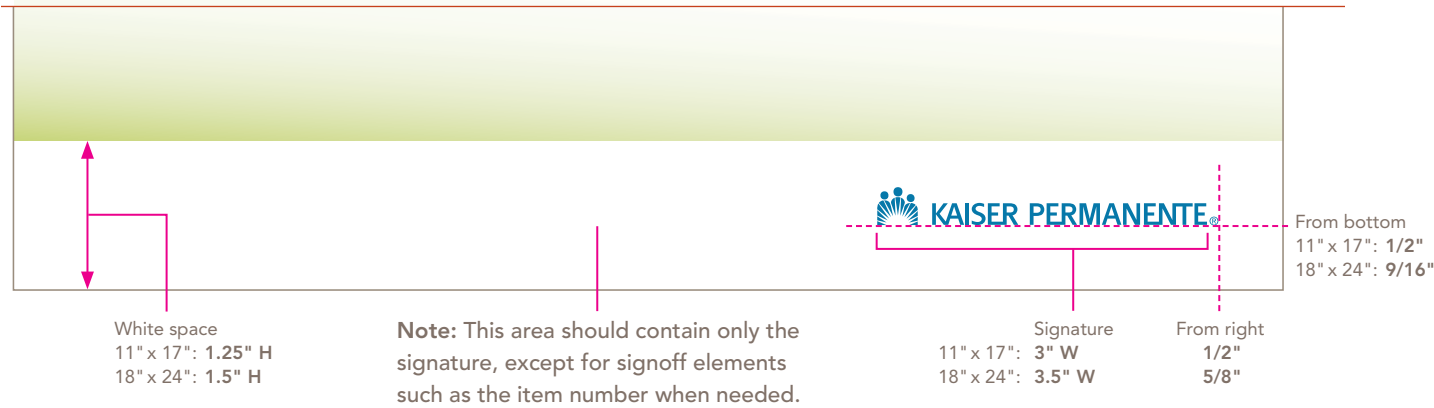 KAISER PERMANENTE®
From bottom
11" x 17": 1/2"
18" x 24": 9/16"
White space
11" x 17": 1.25" H
18" x 24": 1.5" H
Note: This area should contain only the
signature, except for signoff elements
such as the item number when needed.
Signature
11" x 17": 3" W
18" x 24": 3.5" W
From right
1/2"
5/8"